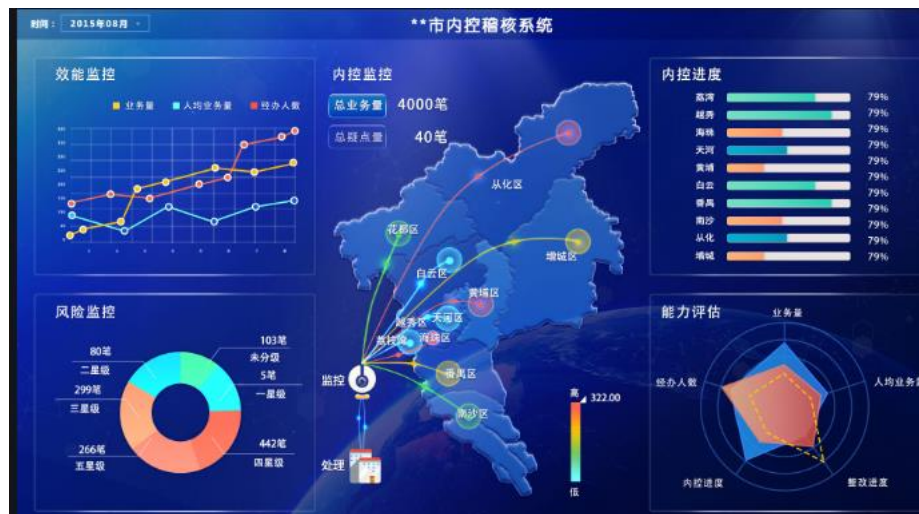 时间： 2015年08月
**市内控稽核系统
效能监控
业务量 人均业务量 经办人数
内控监控
总业务量 4000笔
总疑点量 40笔
从化区
花都区
增城区
白云区
黄埔区
天河区
越秀区
海珠区
番禺区
南沙区
监控
处理
高
322.00
低
内控进度
荔湾 79%
越秀 79%
海珠 79%
天河 79%
黄埔 79%
白云 79%
番禺 79%
南沙 79%
从化 79%
增城 79%
风险监控
103笔
未分级
5笔
一星级
80笔
二星级
299笔
三星级
266笔
五星级
442笔
四星级
能力评估
业务量
人均业务量
整改进度
内控进度
经办人数